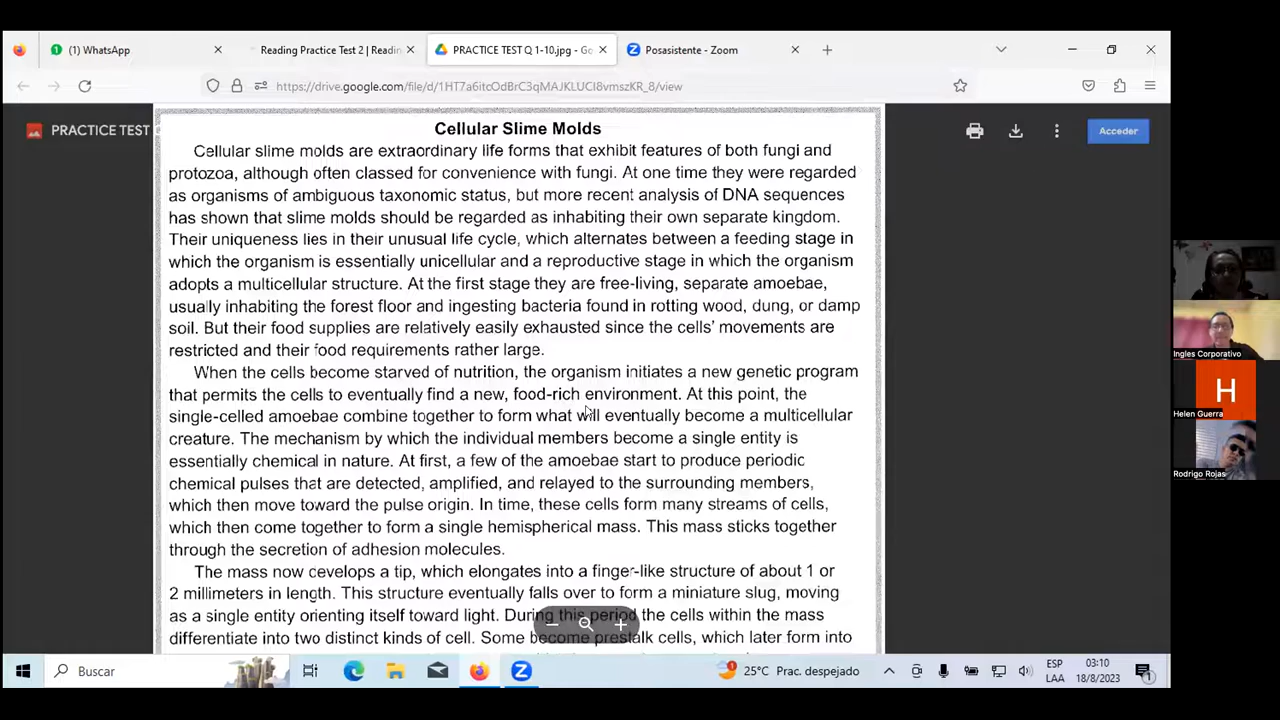 (1) WhatsApp
Reading Practice Test 2 | Readin
PRACTICE TEST Q 1-10.jpg - Go
Posasistente - Zoom
https://drive.google.com/file/d/1HT7a6itcOdBrC3qMAJKLUCI8vmszKR_8/view
PRACTICE TEST
Acceder
Cellular Slime Molds
Cellular slime molds are extraordinary life forms that exhibit features of both fungi and
protozoa, although often classed for convenience with fungi. At one time they were regarded
as organisms of ambiguous taxonomic status, but more recent analysis of DNA sequences
has shown that slime molds should be regarded as inhabiting their own separate kingdom.
Their uniqueness lies in their unusual life cycle, which alternates between a feeding stage in
which the organism is essentially unicellular and a reproductive stage in which the organism
adopts a multicellular structure. At the first stage they are free-living, separate amoebae,
usually inhabiting the forest floor and ingesting bacteria found in rotting wood, dung, or damp
soil. But their food supplies are relatively easily exhausted since the cells' movements are
restricted and their food requirements rather large.
When the cells become starved of nutrition, the organism initiates a new genetic program
that permits the cells to eventually find a new, food-rich environment. At this point, the
single-celled amoebae combine together to form what will eventually become a multicellular
creature. The mechanism by which the individual members become a single entity is
essentially chemical in nature. At first, a few of the amoebae start to produce periodic
chemical pulses that are detected, amplified, and relayed to the surrounding members,
which then move toward the pulse origin. In time, these cells form many streams of cells,
which then come together to form a single hemispherical mass. This mass sticks together
through the secretion of adhesion molecules.
The mass now develops a tip, which elongates into a finger-like structure of about 1 or
2 millimeters in length. This structure eventually falls over to form a miniature slug, moving
as a single entity orienting itself toward light. During this period the cells within the mass
differentiate into two distinct kinds of cell. Some become prestalk cells, which later form into
Ingles Corporativo
H
Helen Guerra
Rodrigo Rojas
Buscar
25°C Prac. despejado
ESP
LAA
03:10
18/8/2023